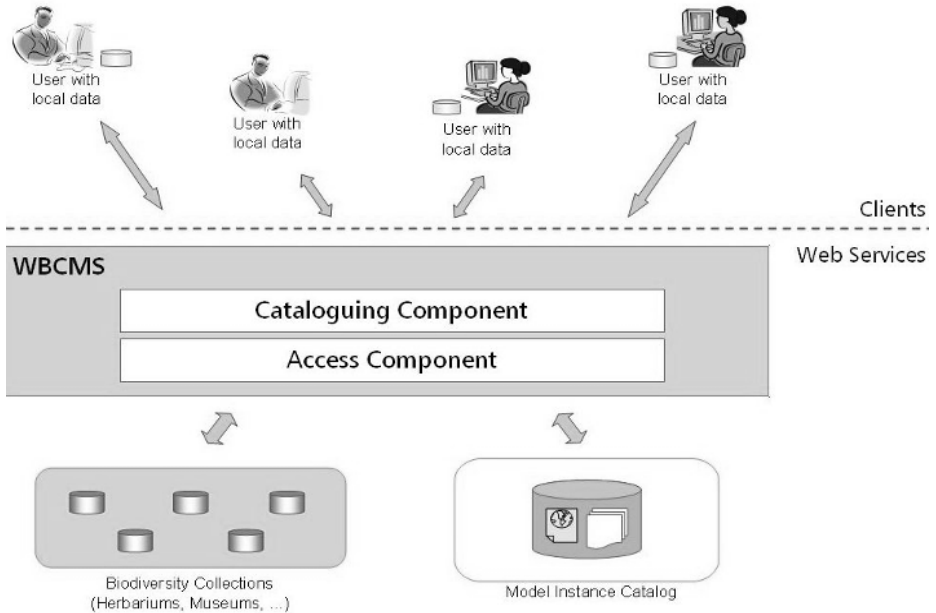 User with
local data
User with
local data
User with
local data
User with
local data
Clients
Web Services
WBCMS
Cataloguing Component
Access Component
Biodiversity Collections
(Herbariums, Museums, ...)
Model Instance Catalog